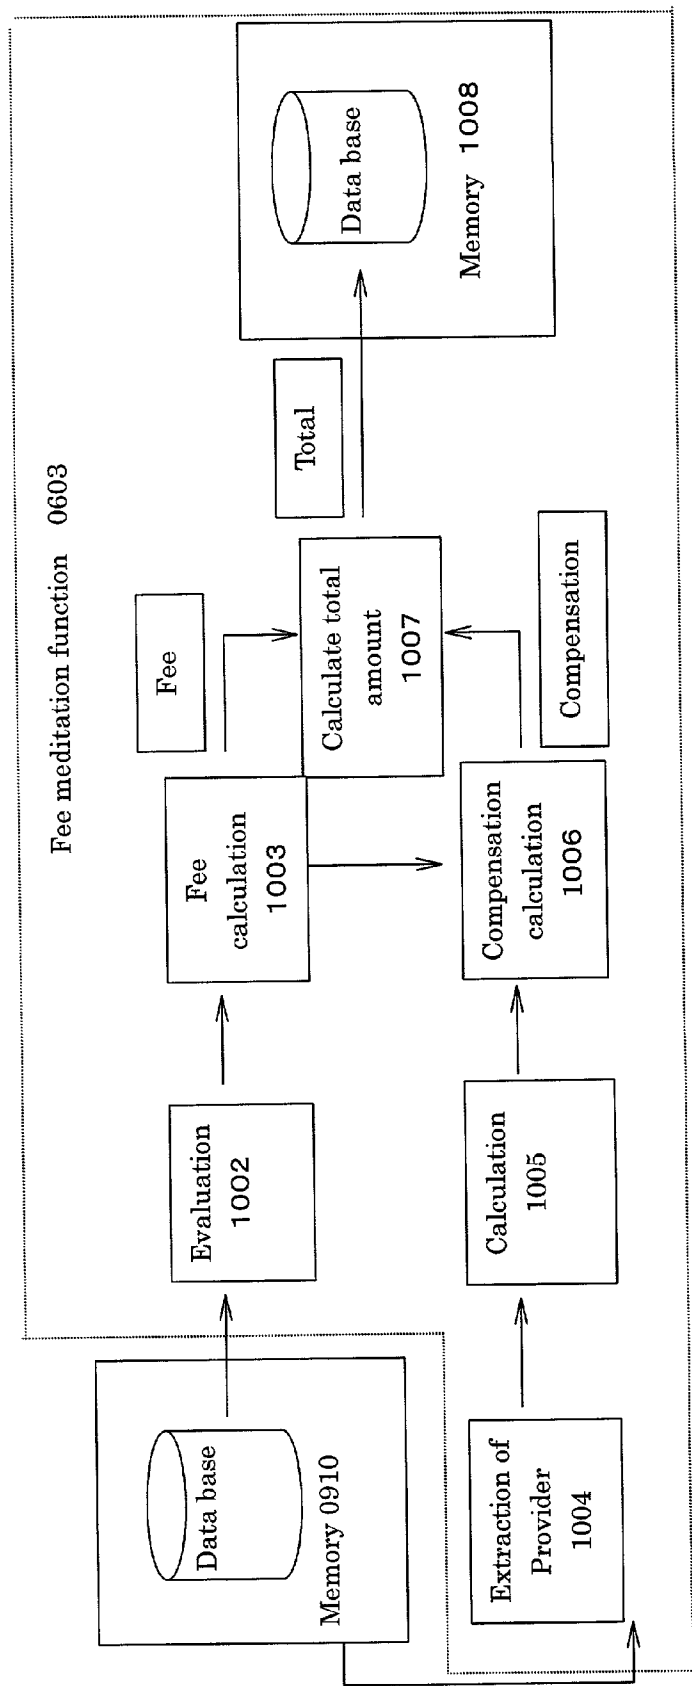 Fee meditation function 0603
Data base
Memory 0910
Evaluation
1002
Fee
calculation
1003
Fee
Calculate total
amount
1007
Total
Data base
Memory 1008
Extraction of
Provider
1004
Calculation
1005
Compensation
calculation
1006
Compensation